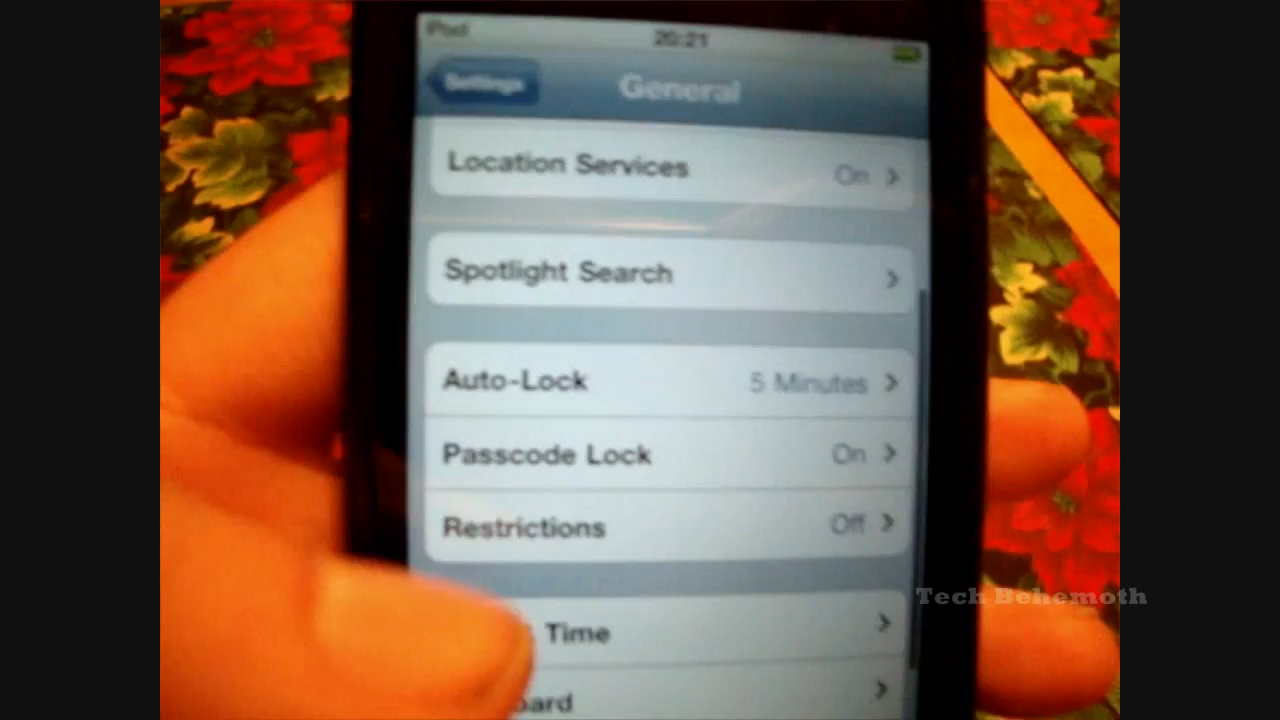 iPod 20:21
Settings General
Location Services On
Spotlight Search
Auto-Lock 5 Minutes
Passcode Lock On
Restrictions Off
Time
board
Tech Behemoth